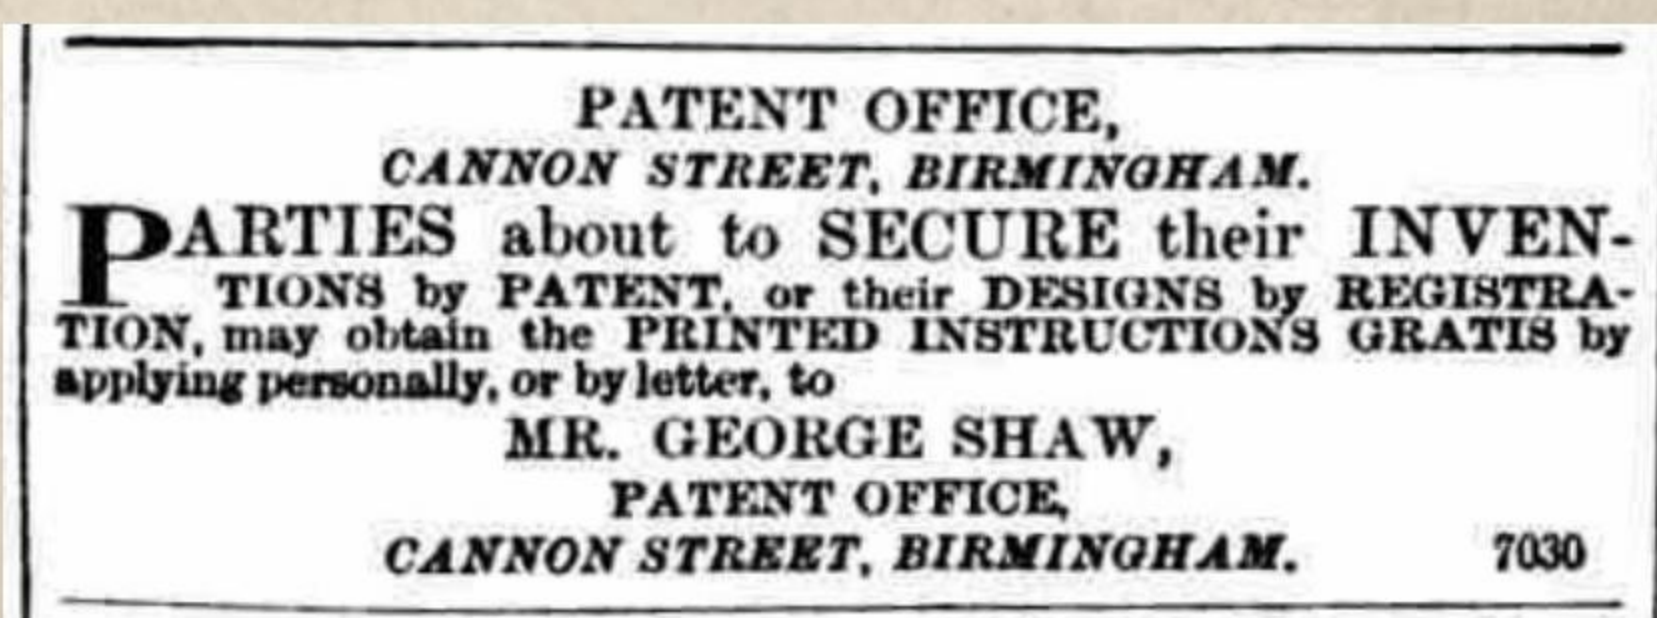 PATENT OFFICE,
CANNON STREET, BIRMINGHAM.
PARTIES about to SECURE their INVEN-
TIONS by PATENT, or their DESIGNS by REGISTRA-
TION, may obtain the PRINTED INSTRUCTIONS GRATIS by
applying personally, or by letter, to
MR. GEORGE SHAW,
PATENT OFFICE,
CANNON STREET, BIRMINGHAM. 7030